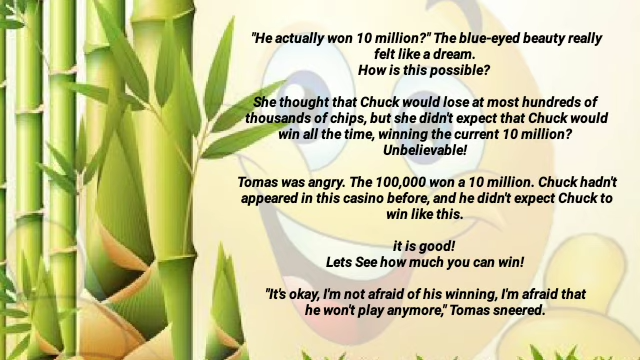 "He actually won 10 million?" The blue-eyed beauty really
felt like a dream.
How is this possible?
She thought that Chuck would lose at most hundreds of
thousands of chips, but she didn't expect that Chuck would
win all the time, winning the current 10 million?
Unbelievable!
Tomas was angry. The 100,000 won a 10 million. Chuck hadn't
appeared in this casino before, and he didn't expect Chuck to
win like this.
it is good!
Lets See how much you can win!
"It's okay, I'm not afraid of his winning, I'm afraid that
he won't play anymore," Tomas sneered.